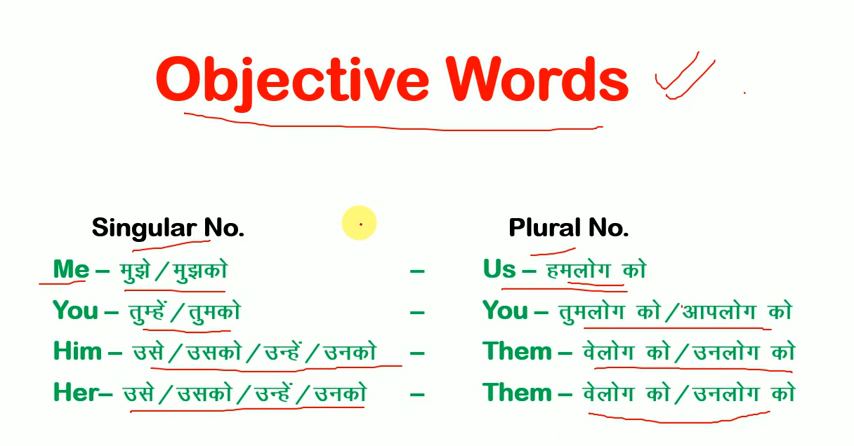 Objective Words
Singular No. Plural No.
Me – मुझे / मुझको – Us – हमलोग को
You – तुम्हें / तुमको – You – तुमलोग को / आपलोग को
Him – उसे / उसको / उन्हें / उनको – Them – वेलोग को / उनलोग को
Her– उसे / उसको / उन्हें / उनको – Them – वेलोग को / उनलोग को